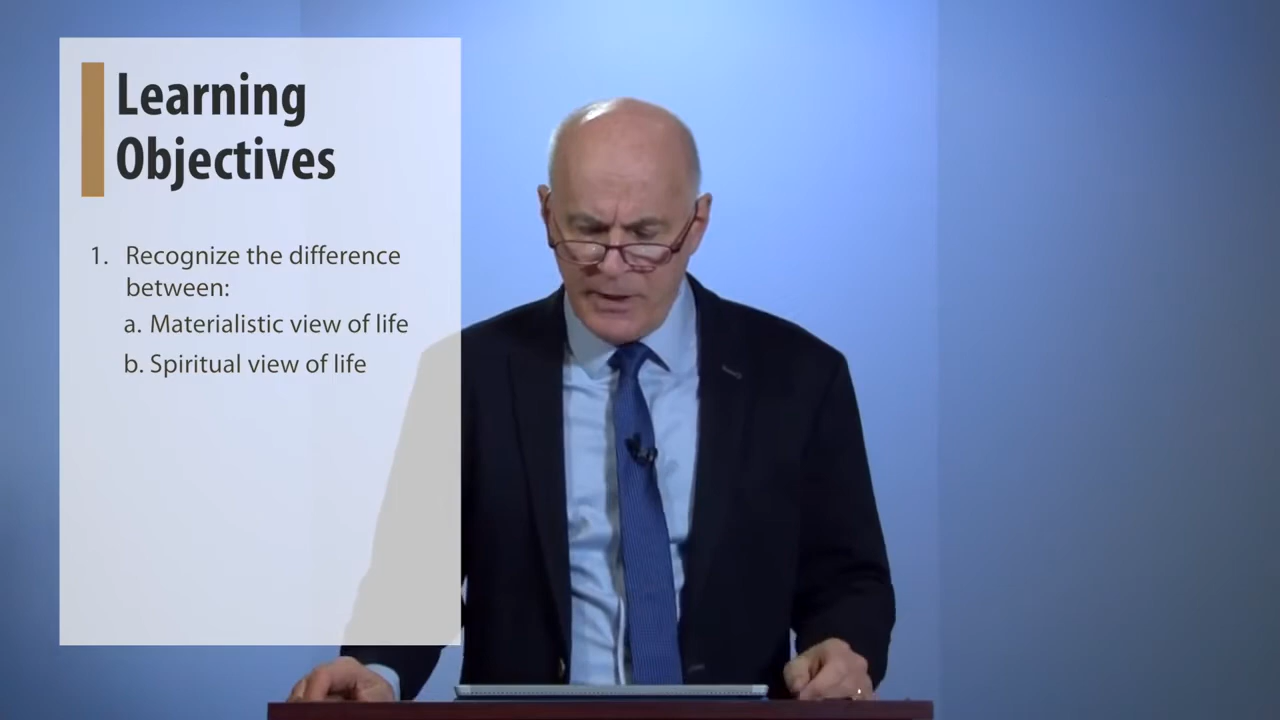 Learning
Objectives
1. Recognize the difference
between:
a. Materialistic view of life
b. Spiritual view of life